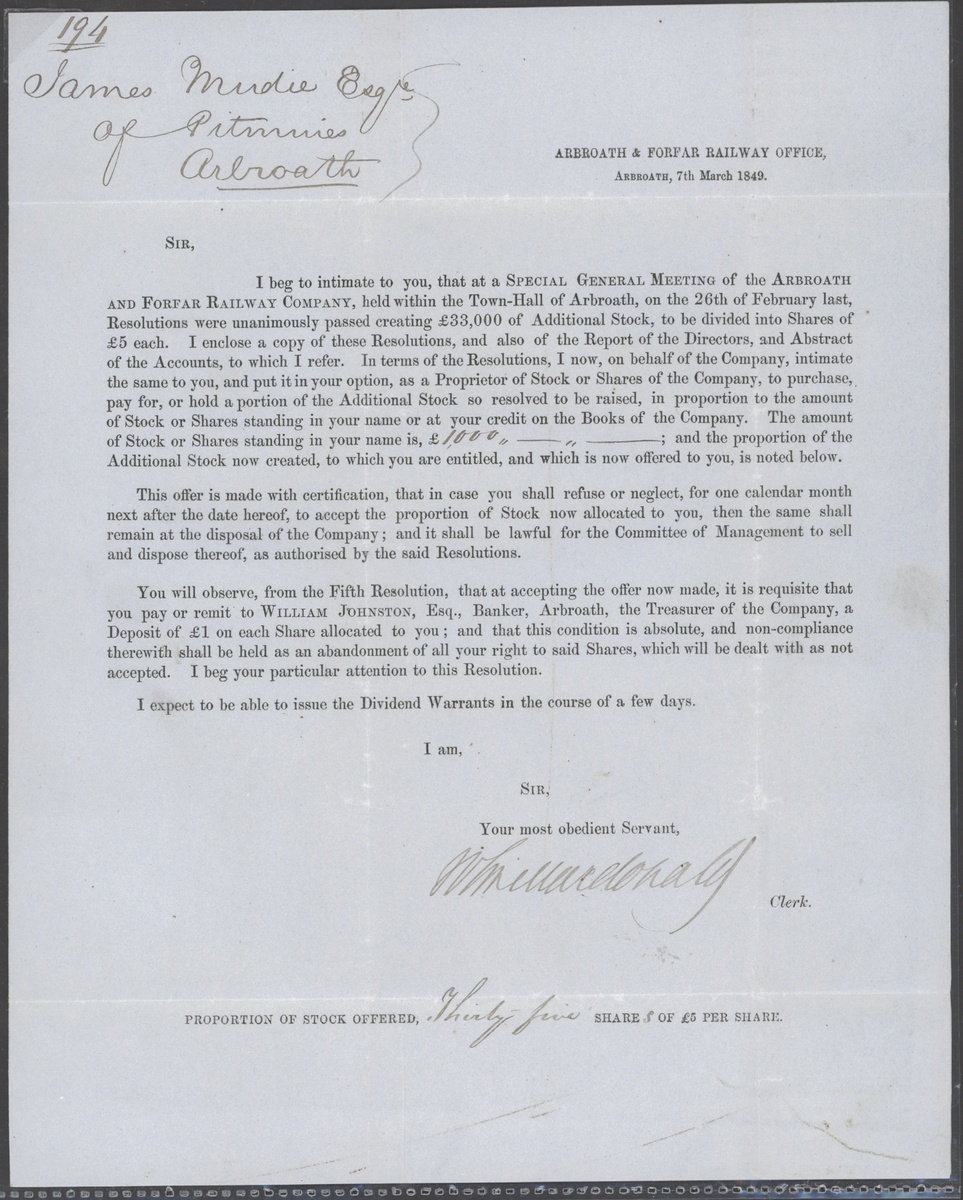 194
James Mudie Esqre
of Pitmuies
Arbroath
ARBROATH & FORFAR RAILWAY OFFICE,
ARBROATH, 7th March 1849.
SIR,
I beg to intimate to you, that at a SPECIAL GENERAL MEETING of the ARBROATH
AND FORFAR RAILWAY COMPANY, held within the Town-Hall of Arbroath, on the 26th of February last,
Resolutions were unanimously passed creating £33,000 of Additional Stock, to be divided into Shares of
£5 each. I enclose a copy of these Resolutions, and also of the Report of the Directors, and Abstract
of the Accounts, to which I refer. In terms of the Resolutions, I now, on behalf of the Company, intimate
the same to you, and put it in your option, as a Proprietor of Stock or Shares of the Company, to purchase,
pay for, or hold a portion of the Additional Stock so resolved to be raised, in proportion to the amount
of Stock or Shares standing in your name or at your credit on the Books of the Company. The amount
of Stock or Shares standing in your name is, £1,000 „ — „ —; and the proportion of the
Additional Stock now created, to which you are entitled, and which is now offered to you, is noted below.
This offer is made with certification, that in case you shall refuse or neglect, for one calendar month
next after the date hereof, to accept the proportion of Stock now allocated to you, then the same shall
remain at the disposal of the Company; and it shall be lawful for the Committee of Management to sell
and dispose thereof, as authorised by the said Resolutions.
You will observe, from the Fifth Resolution, that at accepting the offer now made, it is requisite that
you pay or remit to WILLIAM JOHNSTON, Esq., Banker, Arbroath, the Treasurer of the Company, a
Deposit of £1 on each Share allocated to you; and that this condition is absolute, and non-compliance
therewith shall be held as an abandonment of all your right to said Shares, which will be dealt with as not
accepted. I beg your particular attention to this Resolution.
I expect to be able to issue the Dividend Warrants in the course of a few days.
I am,
SIR,
Your most obedient Servant,
Macdonald
Clerk.
PROPORTION OF STOCK OFFERED, Thirty-five SHARES OF £5 PER SHARE.